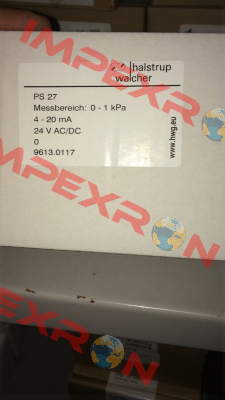 halstrup
walcher
PS 27
Messbereich: 0 - 1 kPa
4 - 20 mA
24 V AC/DC
0
9613.0117
www.hwg.eu
IMPEXRON
IMPEXRON